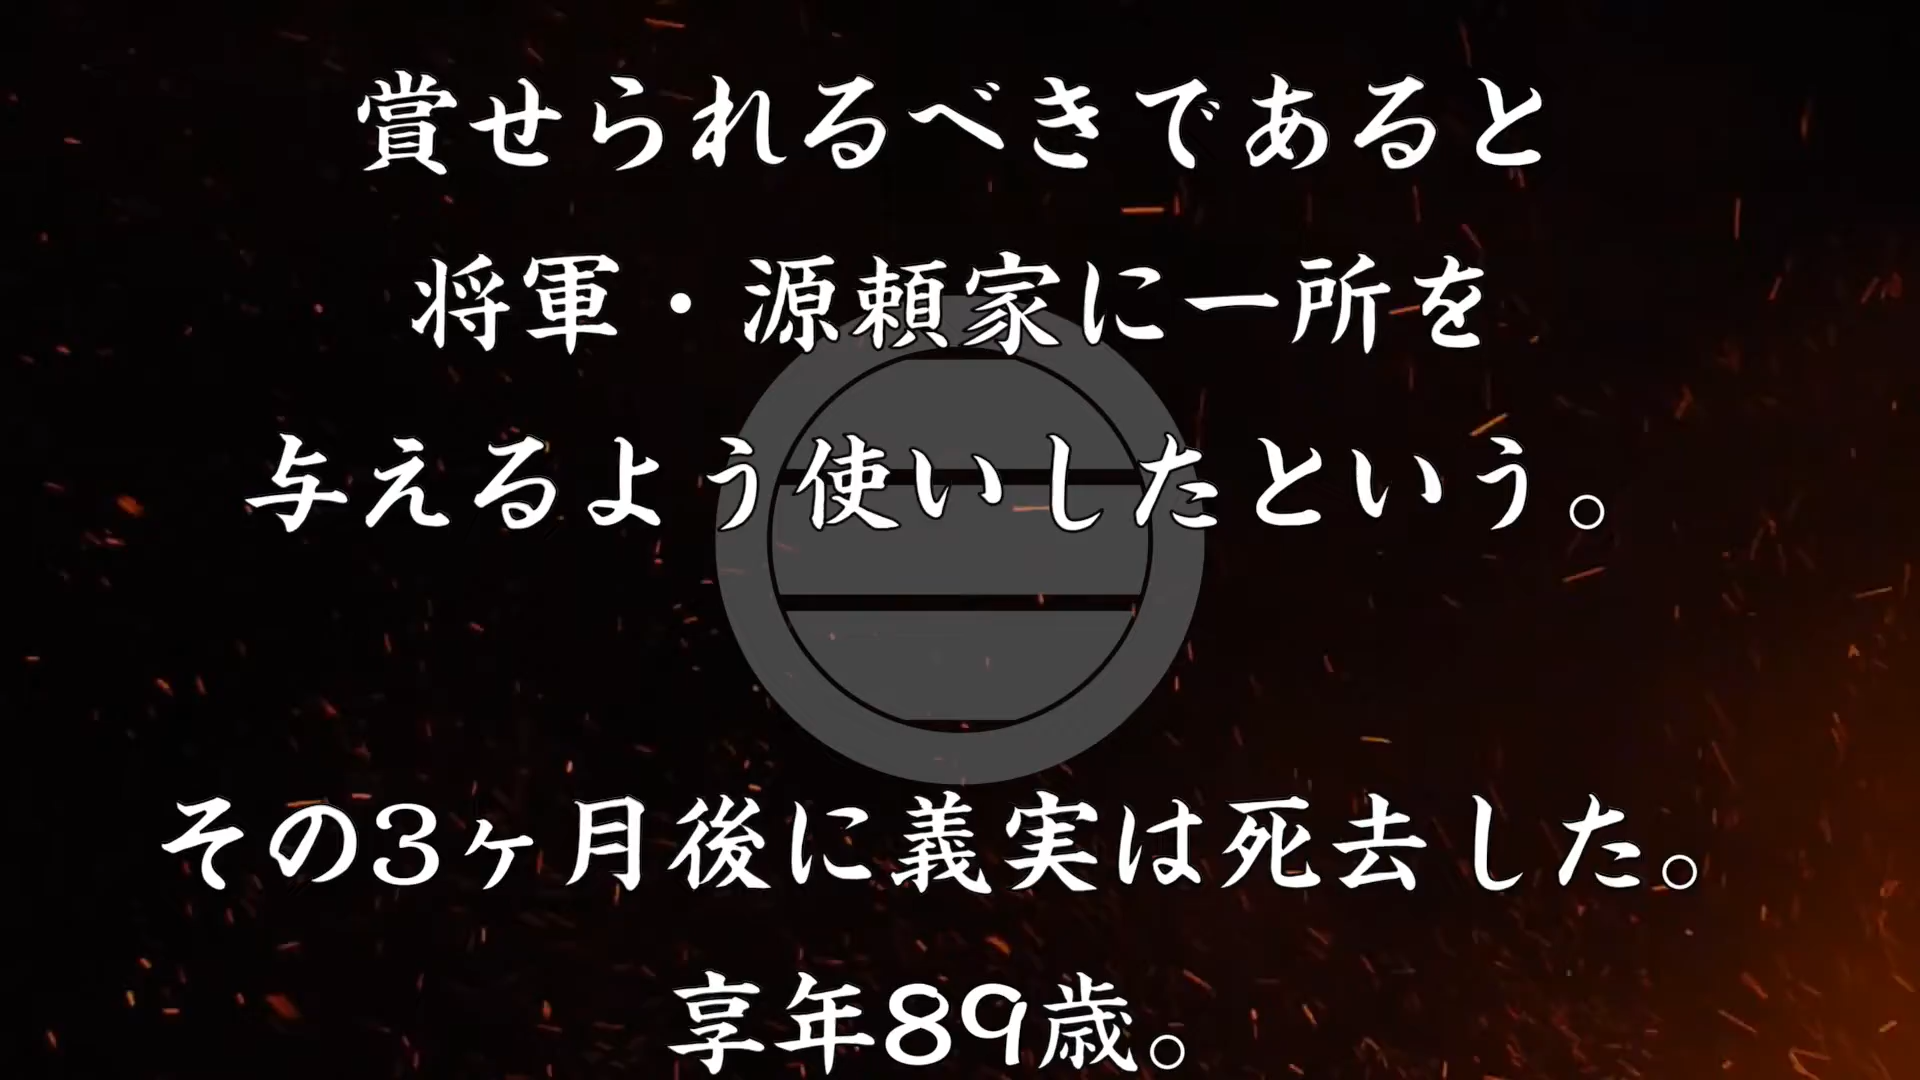 賞せられるべきであると
将軍・源頼家に一所を
与えるよう使いしたという。
その3ヶ月後に義実は死去した。
享年89歳。